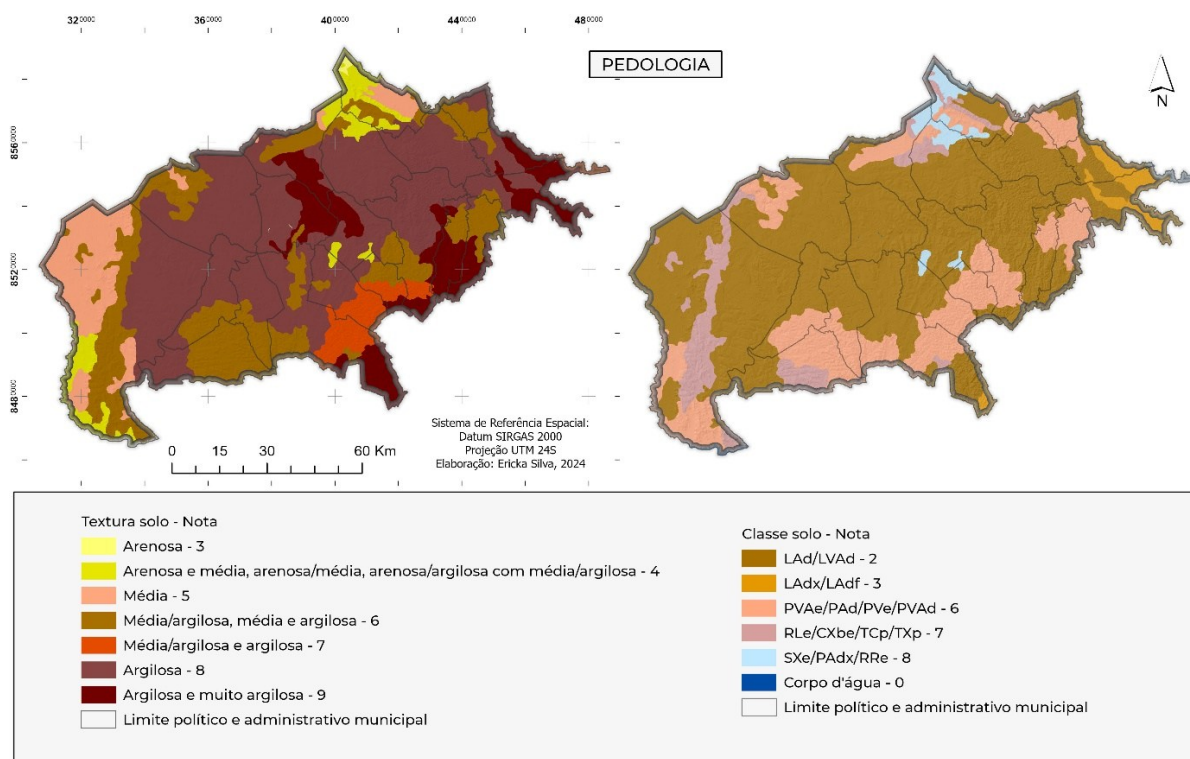 32⁰⁰⁰⁰
36⁰⁰⁰⁰
40⁰⁰⁰⁰
44⁰⁰⁰⁰
48⁰⁰⁰⁰
PEDOLOGIA
N
856⁰⁰⁰⁰
852⁰⁰⁰⁰
848⁰⁰⁰⁰
Sistema de Referência Espacial:
Datum SIRGAS 2000
Projeção UTM 24S
Elaboração: Ericka Silva, 2024
0 15 30 60 Km
Textura solo - Nota
Arenosa - 3
Arenosa e média, arenosa/média, arenosa/argilosa com média/argilosa - 4
Média - 5
Média/argilosa, média e argilosa - 6
Média/argilosa e argilosa - 7
Argilosa - 8
Argilosa e muito argilosa - 9
Limite político e administrativo municipal
Classe solo - Nota
LAd/LVAd - 2
LAdx/LAdf - 3
PVAe/PAd/PVe/PVAd - 6
RLe/CXbe/TCp/TXp - 7
SXe/PAdx/RRe - 8
Corpo d'água - 0
Limite político e administrativo municipal